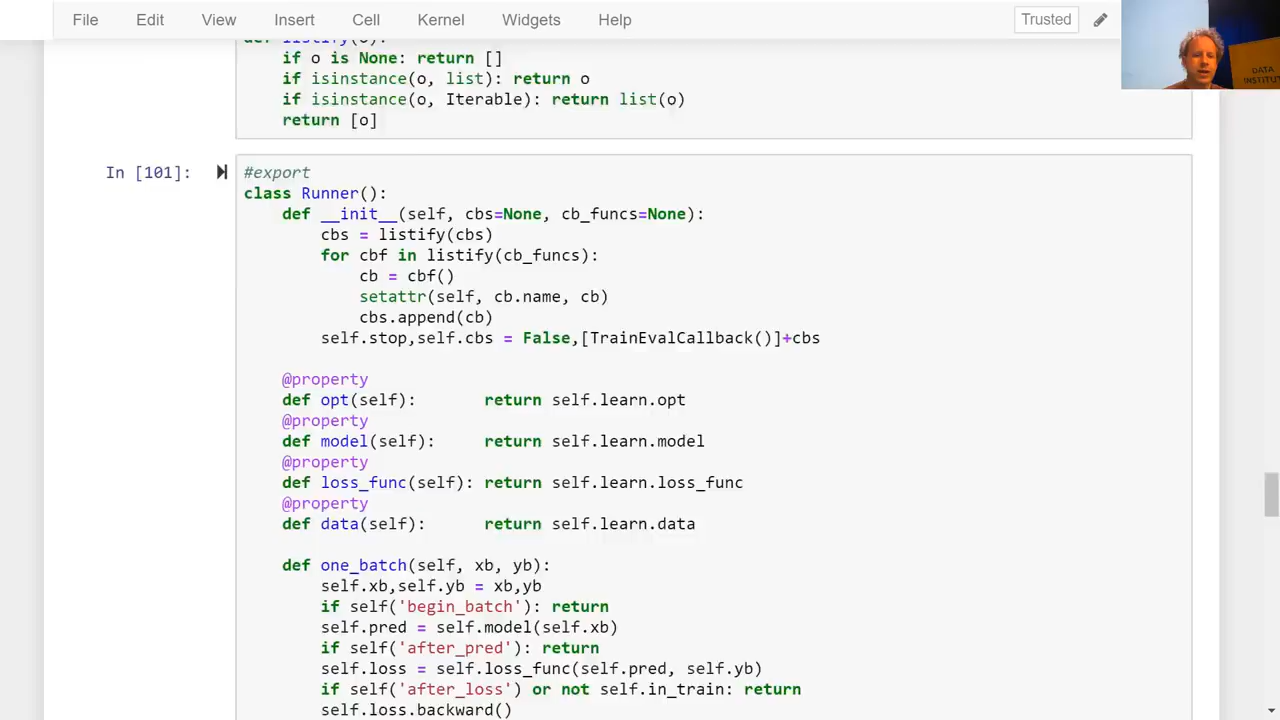 File Edit View Insert Cell Kernel Widgets Help Trusted
def listify(o):
if o is None: return []
if isinstance(o, list): return o
if isinstance(o, Iterable): return list(o)
return [o]
In [101]:
#export
class Runner():
def __init__(self, cbs=None, cb_funcs=None):
cbs = listify(cbs)
for cbf in listify(cb_funcs):
cb = cbf()
setattr(self, cb.name, cb)
cbs.append(cb)
self.stop,self.cbs = False,[TrainEvalCallback()]+cbs
@property
def opt(self): return self.learn.opt
@property
def model(self): return self.learn.model
@property
def loss_func(self): return self.learn.loss_func
@property
def data(self): return self.learn.data
def one_batch(self, xb, yb):
self.xb,self.yb = xb,yb
if self('begin_batch'): return
self.pred = self.model(self.xb)
if self('after_pred'): return
self.loss = self.loss_func(self.pred, self.yb)
if self('after_loss') or not self.in_train: return
self.loss.backward()
DATA
INSTITUT